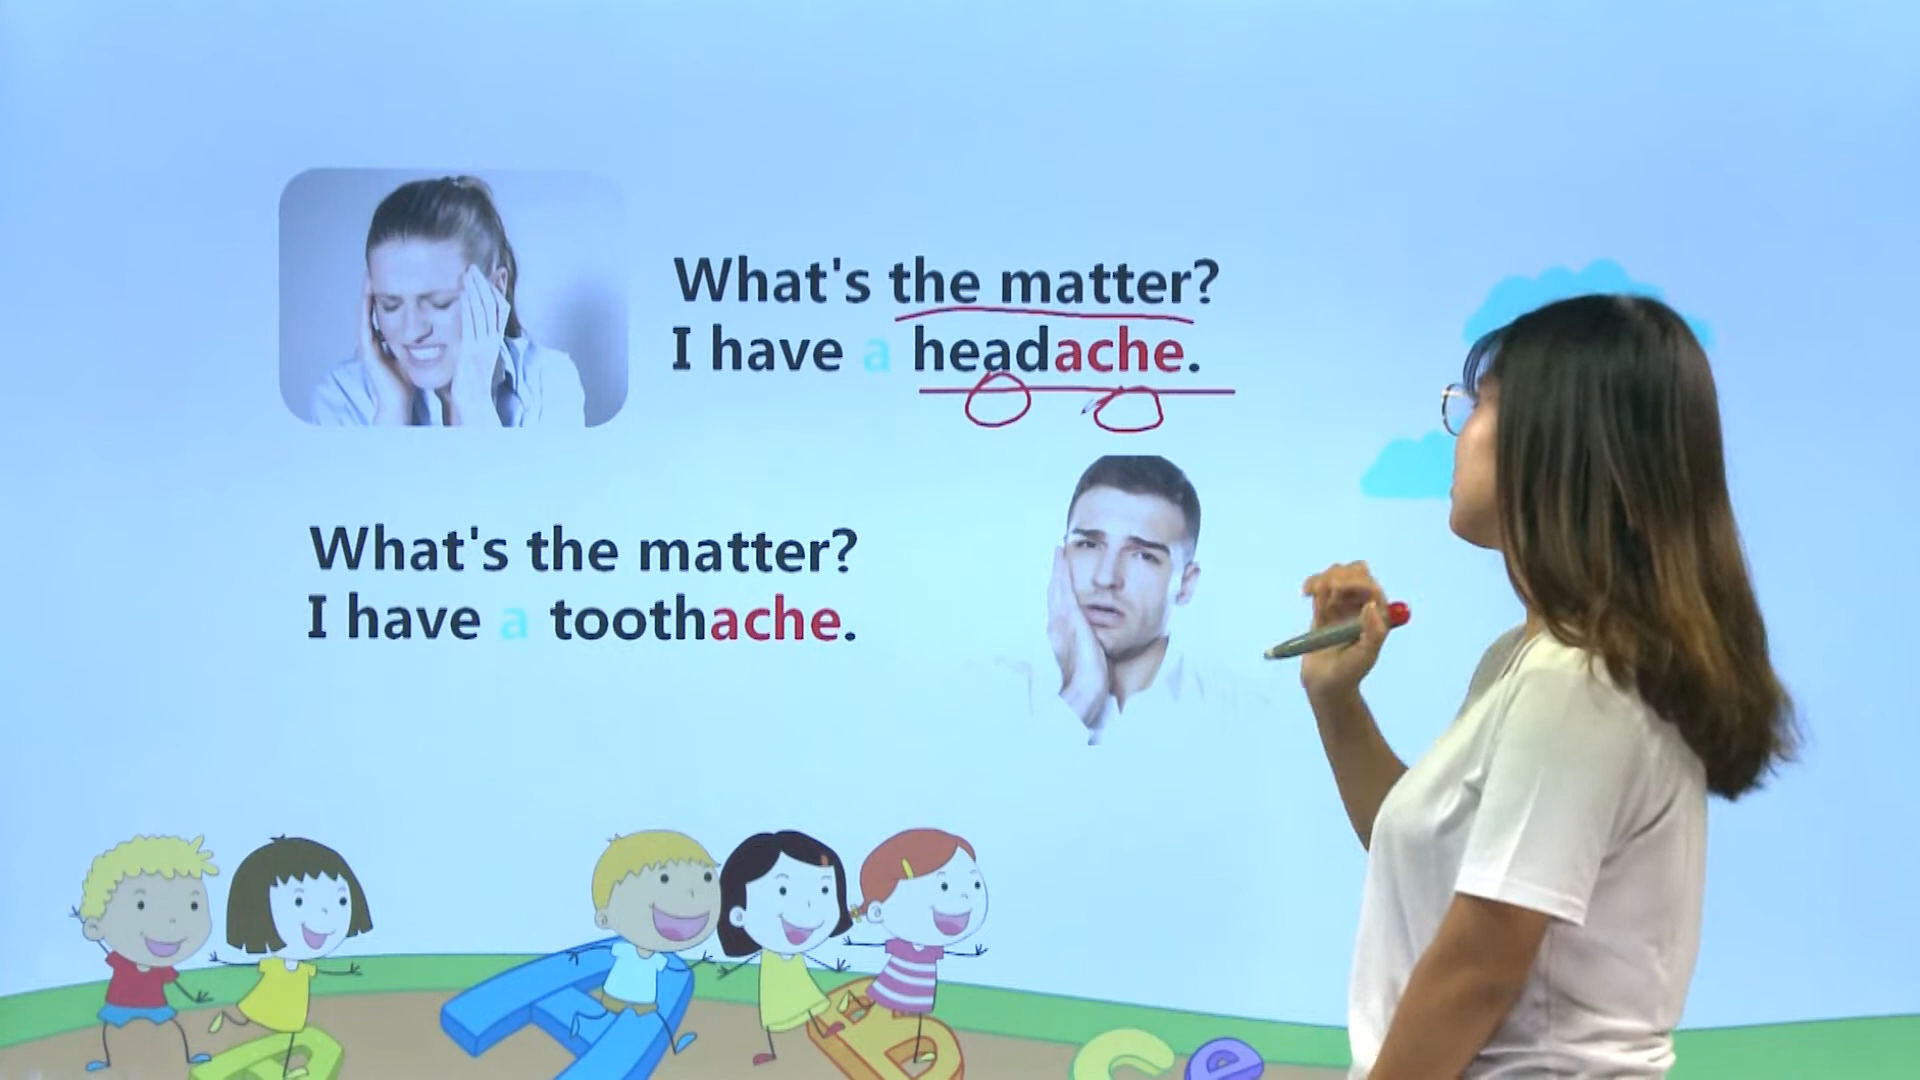 What's the matter?
I have a headache.
What's the matter?
I have a toothache.
A
B
c
e